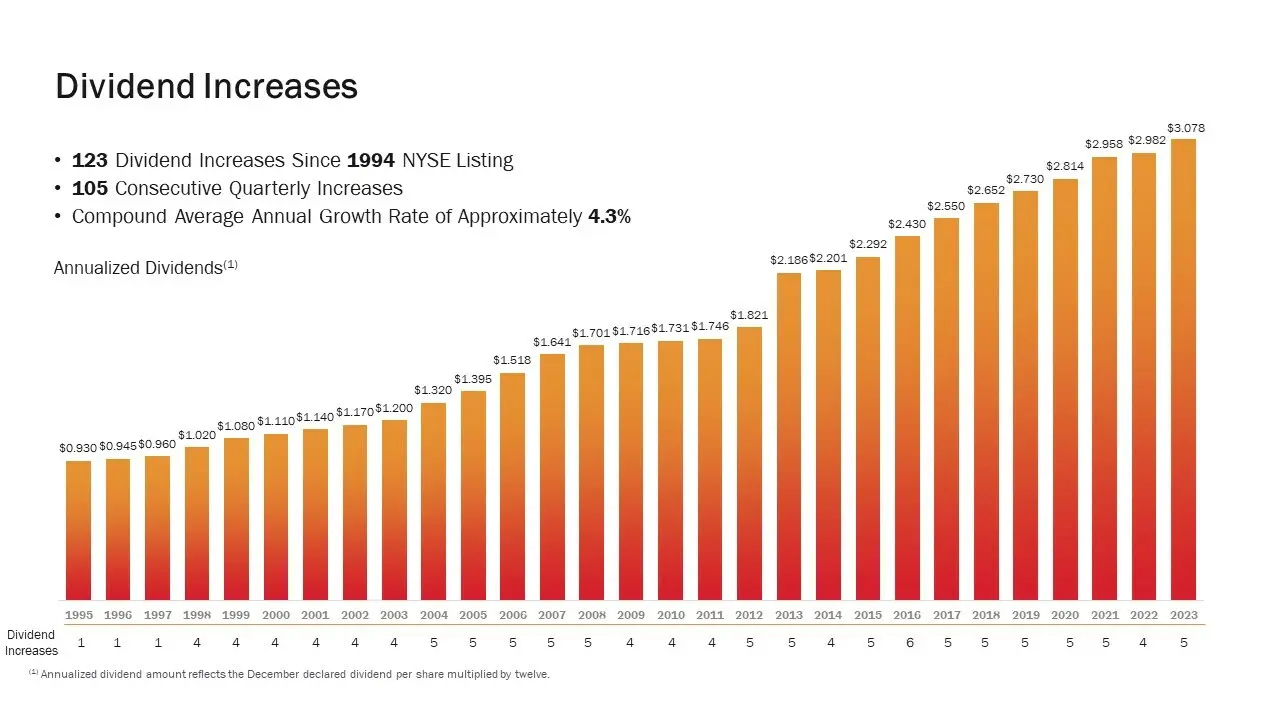 Dividend Increases
• 123 Dividend Increases Since 1994 NYSE Listing
• 105 Consecutive Quarterly Increases
• Compound Average Annual Growth Rate of Approximately 4.3%
Annualized Dividends(1)
$0.930 $0.945 $0.960 $1.020 $1.080 $1.110 $1.140 $1.170 $1.200 $1.320 $1.395 $1.518 $1.641 $1.701 $1.716 $1.731 $1.746 $1.821 $2.186 $2.201 $2.292 $2.430 $2.550 $2.652 $2.730 $2.814 $2.958 $2.982 $3.078
1995 1996 1997 1998 1999 2000 2001 2002 2003 2004 2005 2006 2007 2008 2009 2010 2011 2012 2013 2014 2015 2016 2017 2018 2019 2020 2021 2022 2023
Dividend
Increases
1 1 1 4 4 4 4 4 4 5 5 5 5 5 4 4 4 5 5 4 5 6 5 5 5 5 5 4 5
(1) Annualized dividend amount reflects the December declared dividend per share multiplied by twelve.